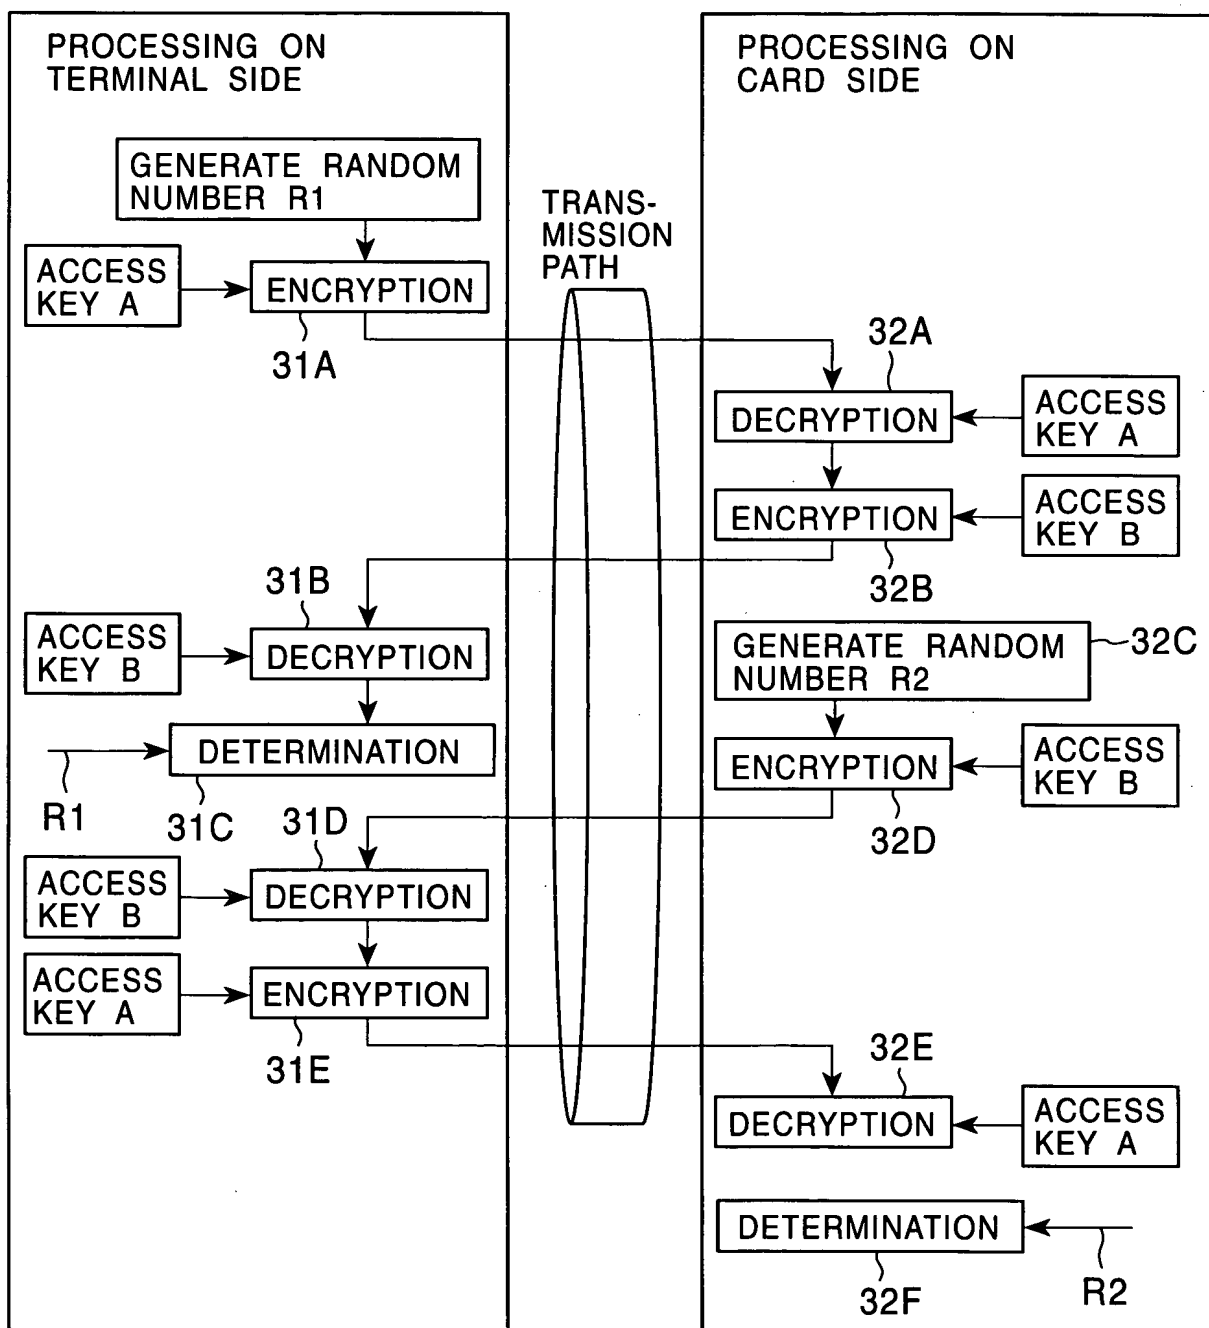 PROCESSING ON
TERMINAL SIDE
GENERATE RANDOM
NUMBER R1
ACCESS
KEY A
ENCRYPTION
31A
TRANS-
MISSION
PATH
PROCESSING ON
CARD SIDE
32A
DECRYPTION
ACCESS
KEY A
ENCRYPTION
ACCESS
KEY B
32B
31B
ACCESS
KEY B
DECRYPTION
GENERATE RANDOM
NUMBER R2
32C
DETERMINATION
R1
31C
ENCRYPTION
ACCESS
KEY B
32D
31D
ACCESS
KEY B
DECRYPTION
ACCESS
KEY A
ENCRYPTION
31E
32E
DECRYPTION
ACCESS
KEY A
DETERMINATION
32F
R2